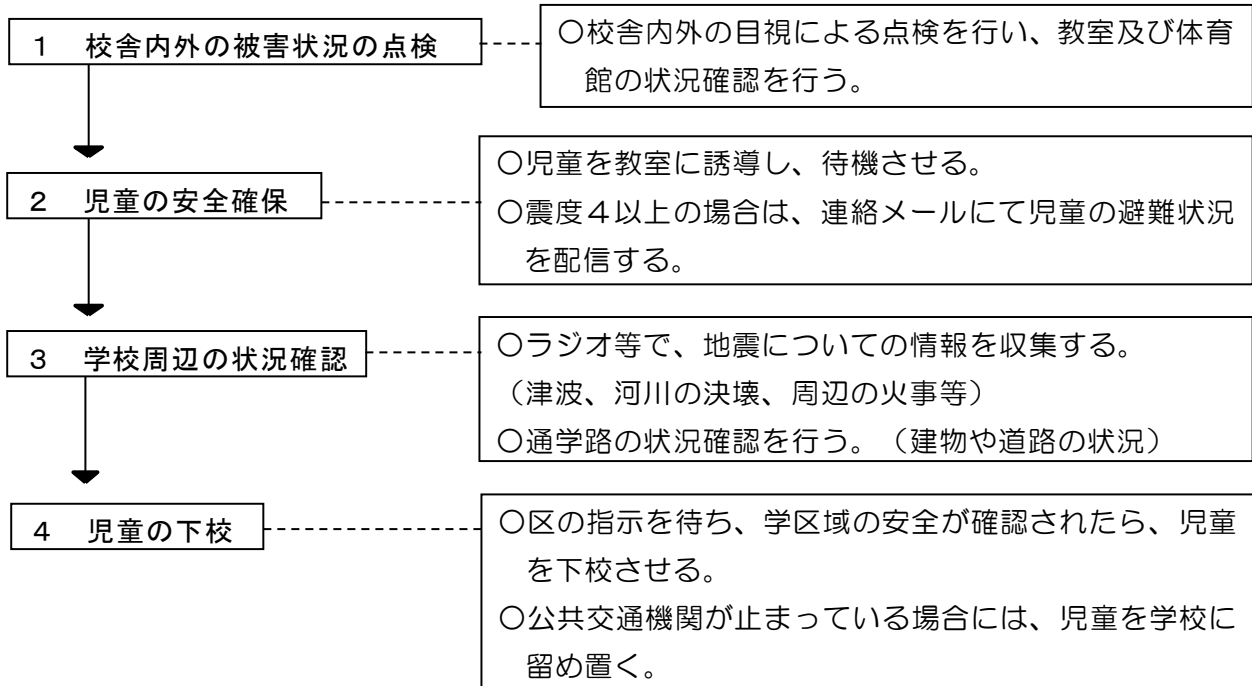 1 校舎内外の被害状況の点検
○校舎内外の目視による点検を行い、教室及び体育
館の状況確認を行う。
2 児童の安全確保
○児童を教室に誘導し、待機させる。
○震度4以上の場合は、連絡メールにて児童の避難状況
を配信する。
3 学校周辺の状況確認
○ラジオ等で、地震についての情報を収集する。
(津波、河川の決壊、周辺の火事等)
○通学路の状況確認を行う。(建物や道路の状況)
4 児童の下校
○区の指示を待ち、学区域の安全が確認されたら、児童
を下校させる。
○公共交通機関が止まっている場合には、児童を学校に
留め置く。